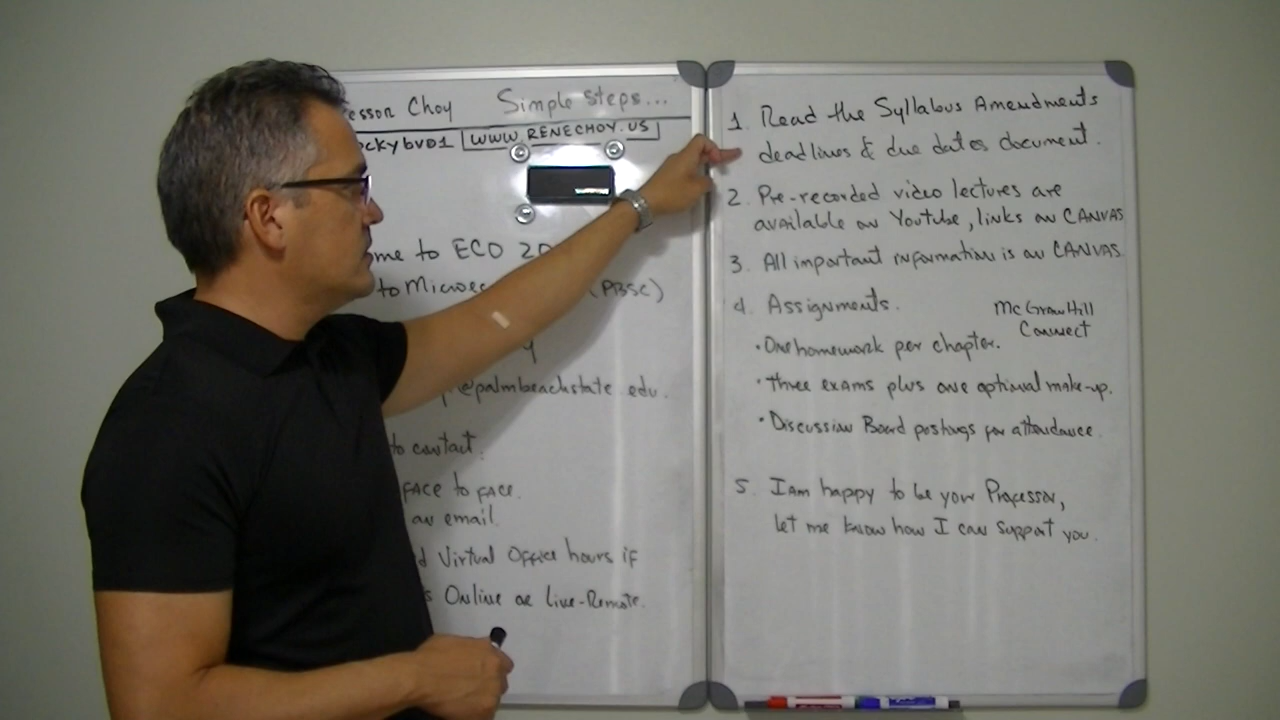 essor Choy Simple Steps...
ckybvo1 WWW.RENECHOY.US
me to ECO 20
to Microec (PBSC)
y
@palmbeachstate.edu.
to contact.
FACE to FACE.
an email.
d Virtual Office hours if
s Online or Live-Remote.
1. Read the Syllabus Amendments
deadlines & due dates document.
2. Pre-recorded video lectures are
available on Youtube, links on CANVAS
3. All important information is on CANVAS.
4. Assignments. McGrawHill
Connect
• One homework per chapter.
• Three exams plus one optional make-up.
• Discussion Board postings for attendance.
5. I am happy to be your Professor,
let me know how I can support you.